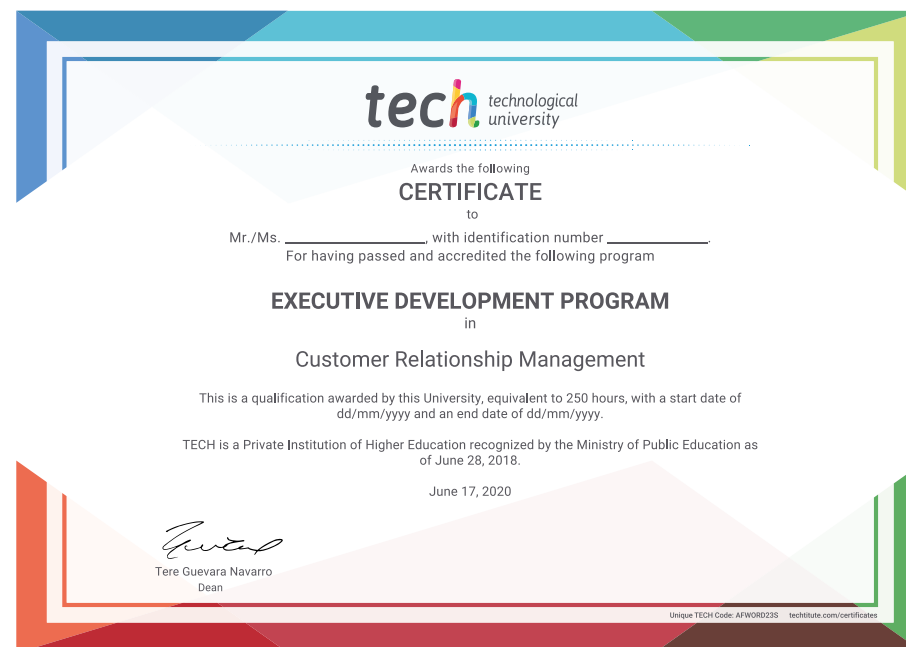 tech technological
university
Awards the following
CERTIFICATE
to
Mr./Ms. ____________________, with identification number ______________.
For having passed and accredited the following program
EXECUTIVE DEVELOPMENT PROGRAM
in
Customer Relationship Management
This is a qualification awarded by this University, equivalent to 250 hours, with a start date of
dd/mm/yyyy and an end date of dd/mm/yyyy.
TECH is a Private Institution of Higher Education recognized by the Ministry of Public Education as
of June 28, 2018.
June 17, 2020
Tere Guevara Navarro
Dean
Unique TECH Code: AFWORD23S techtitute.com/certificates